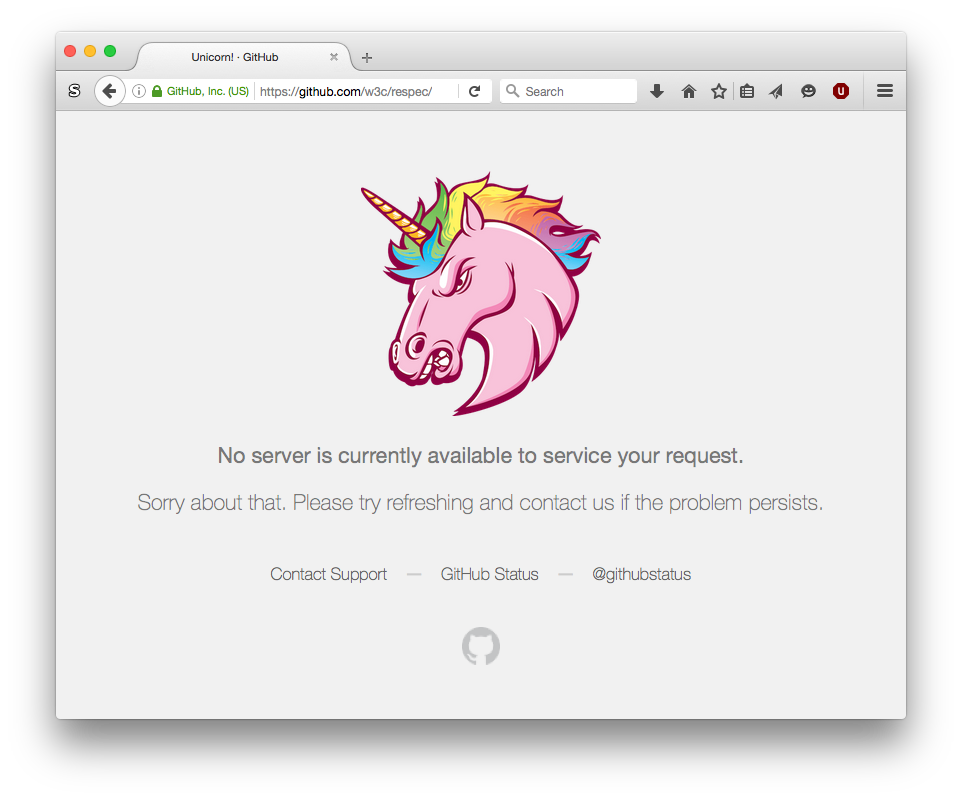 Unicorn! · GitHub
S
GitHub, Inc. (US)
https://github.com/w3c/respec/
Search
u
No server is currently available to service your request.
Sorry about that. Please try refreshing and contact us if the problem persists.
Contact Support — GitHub Status — @githubstatus